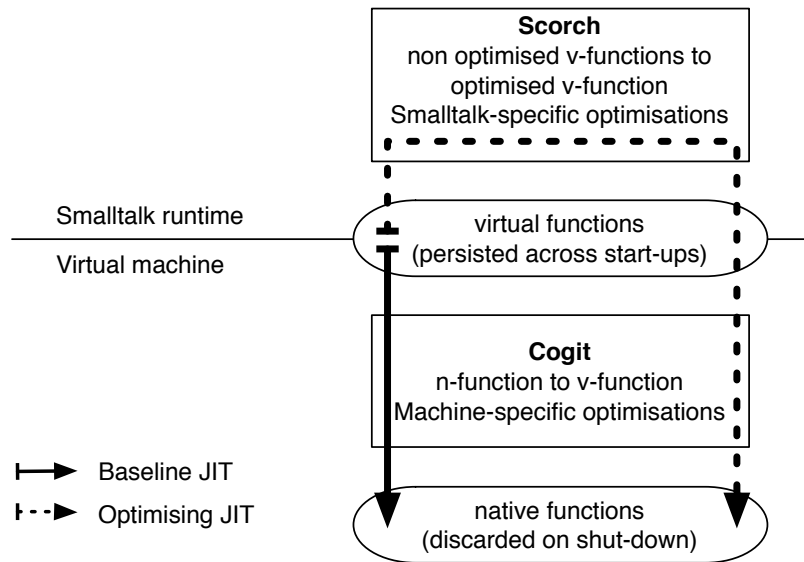 Scorch
non optimised v-functions to
optimised v-function
Smalltalk-specific optimisations
Smalltalk runtime
Virtual machine
virtual functions
(persisted across start-ups)
Cogit
n-function to v-function
Machine-specific optimisations
Baseline JIT
Optimising JIT
native functions
(discarded on shut-down)